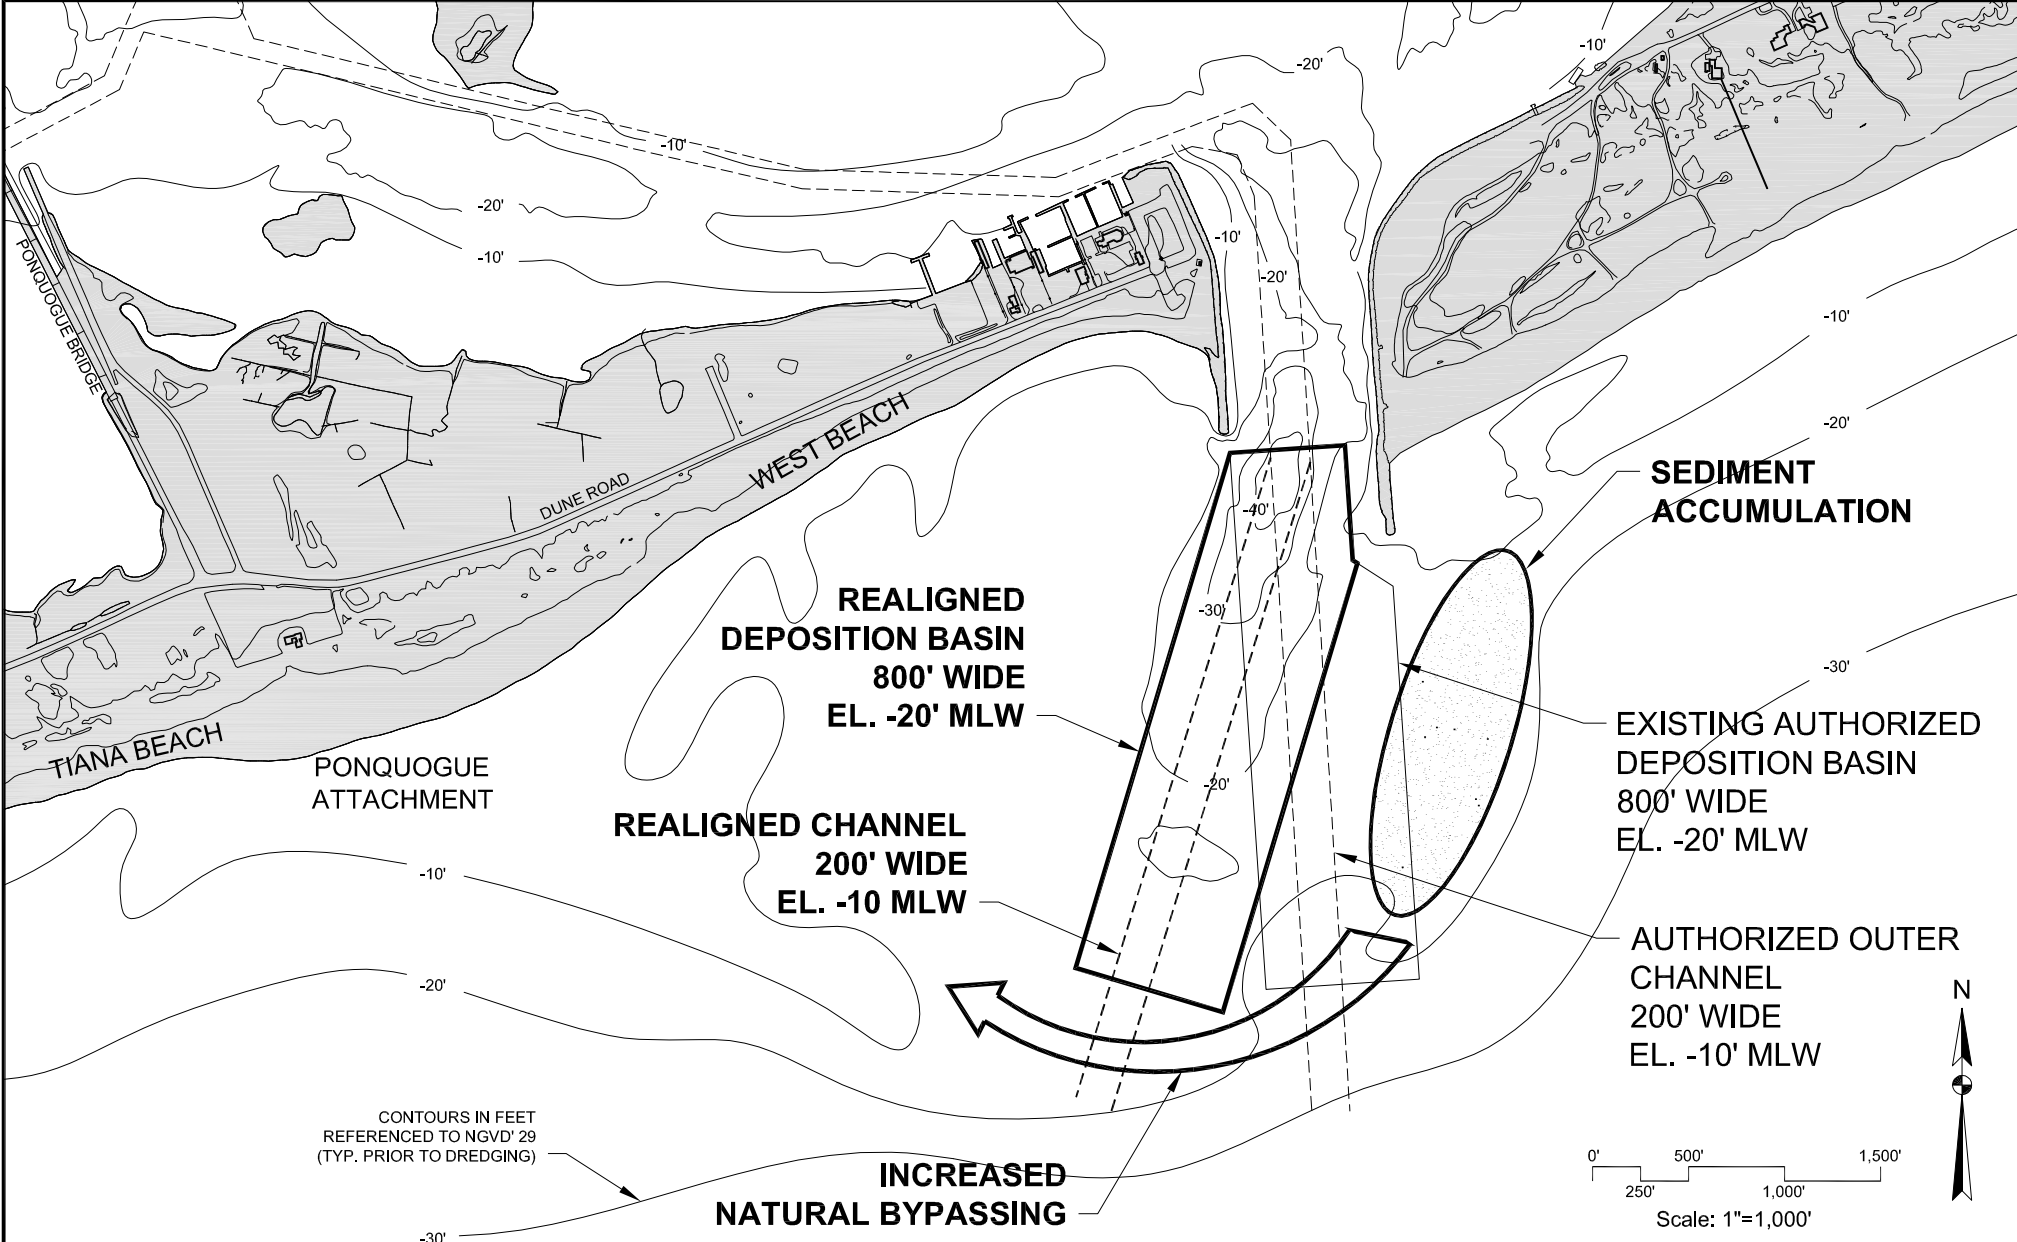 -20'
-10'
-10'
-20'
-10'
-10'
-20'
PONQUOGUE BRIDGE
-10'
-20'
WEST BEACH
DUNE ROAD
SEDIMENT
ACCUMULATION
-40'
-30'
REALIGNED
DEPOSITION BASIN
800' WIDE
EL. -20' MLW
-30'
EXISTING AUTHORIZED
DEPOSITION BASIN
800' WIDE
EL. -20' MLW
TIANA BEACH
PONQUOGUE
ATTACHMENT
-20'
REALIGNED CHANNEL
200' WIDE
EL. -10 MLW
-10'
-20'
AUTHORIZED OUTER
CHANNEL
200' WIDE
EL. -10' MLW
N
CONTOURS IN FEET
REFERENCED TO NGVD' 29
(TYP. PRIOR TO DREDGING)
INCREASED
NATURAL BYPASSING
-30'
0' 500' 1,500'
250' 1,000'
Scale: 1"=1,000'